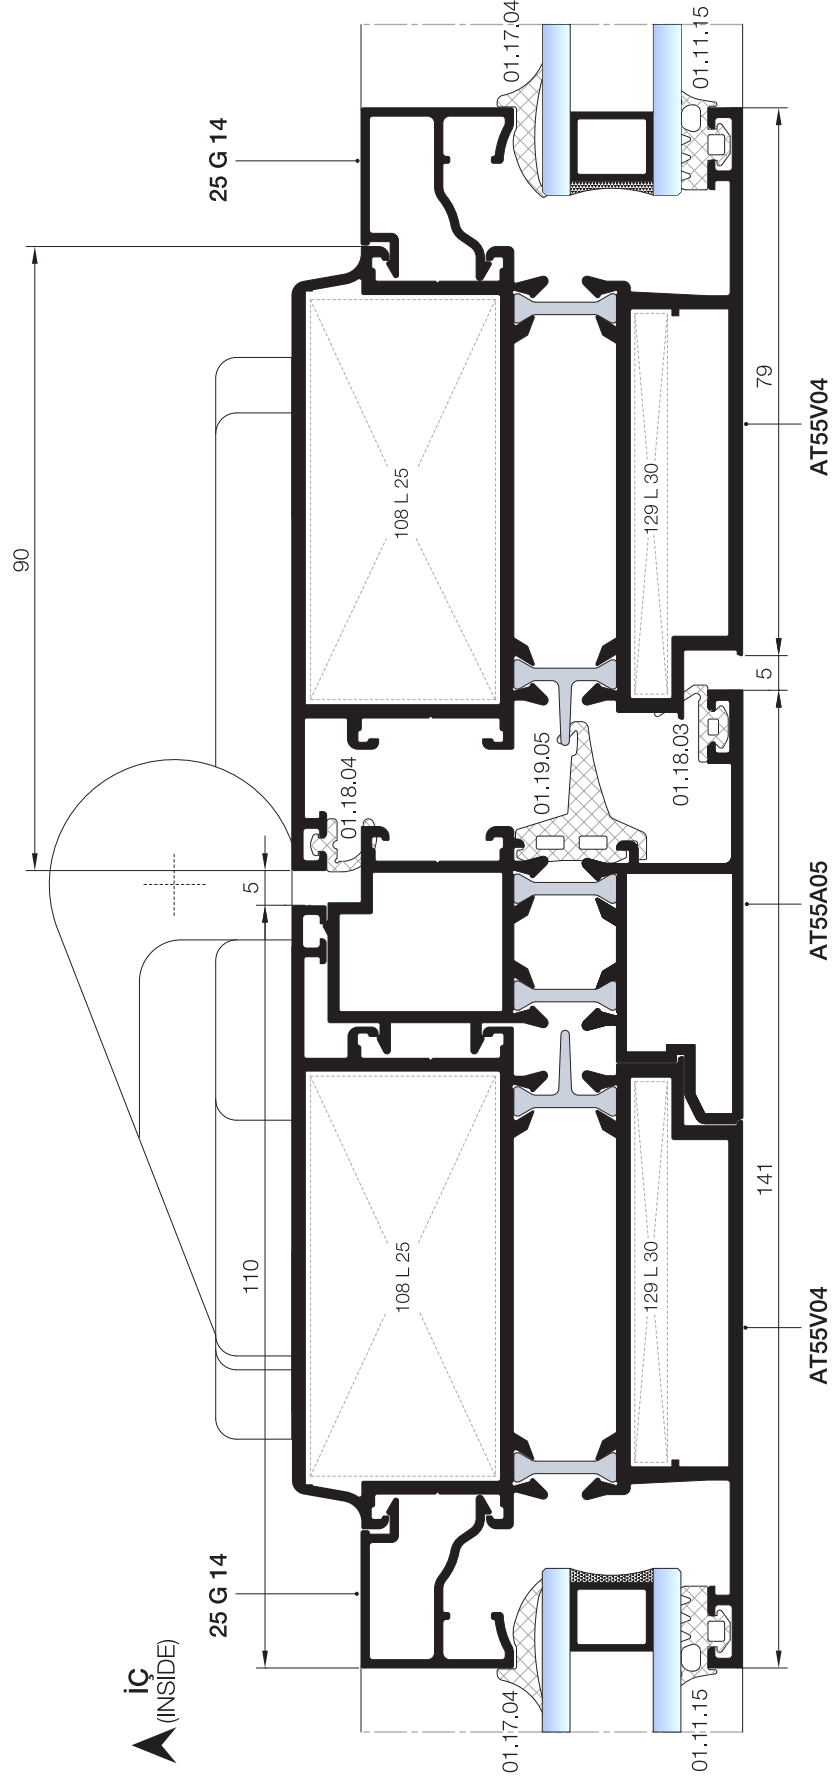 01.17.04
01.11.15
25 G 14
90
79
AT55V04
108 L 25
129 L 30
5
01.18.04
01.19.05
01.18.03
5
AT55A05
110
141
108 L 25
129 L 30
AT55V04
25 G 14
İÇ
(INSIDE)
01.17.04
01.11.15